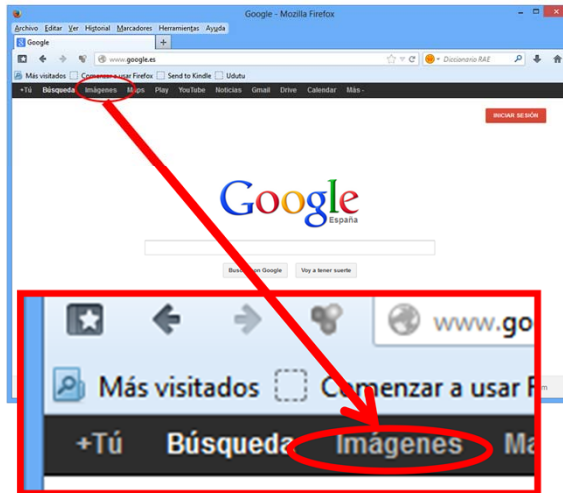 Google - Mozilla Firefox
Archivo Editar Ver Historial Marcadores Herramientas Ayuda
Google
www.google.es
Diccionario RAE
Más visitados Comenzar a usar Firefox Send to Kindle Udutu
+Tú Búsqueda Imágenes Maps Play YouTube Noticias Gmail Drive Calendar Más
INICIAR SESIÓN
Google
España
Buscar con Google Voy a tener suerte
www.go
Más visitados Comenzar a usar F
+Tú Búsqueda Imágenes Ma